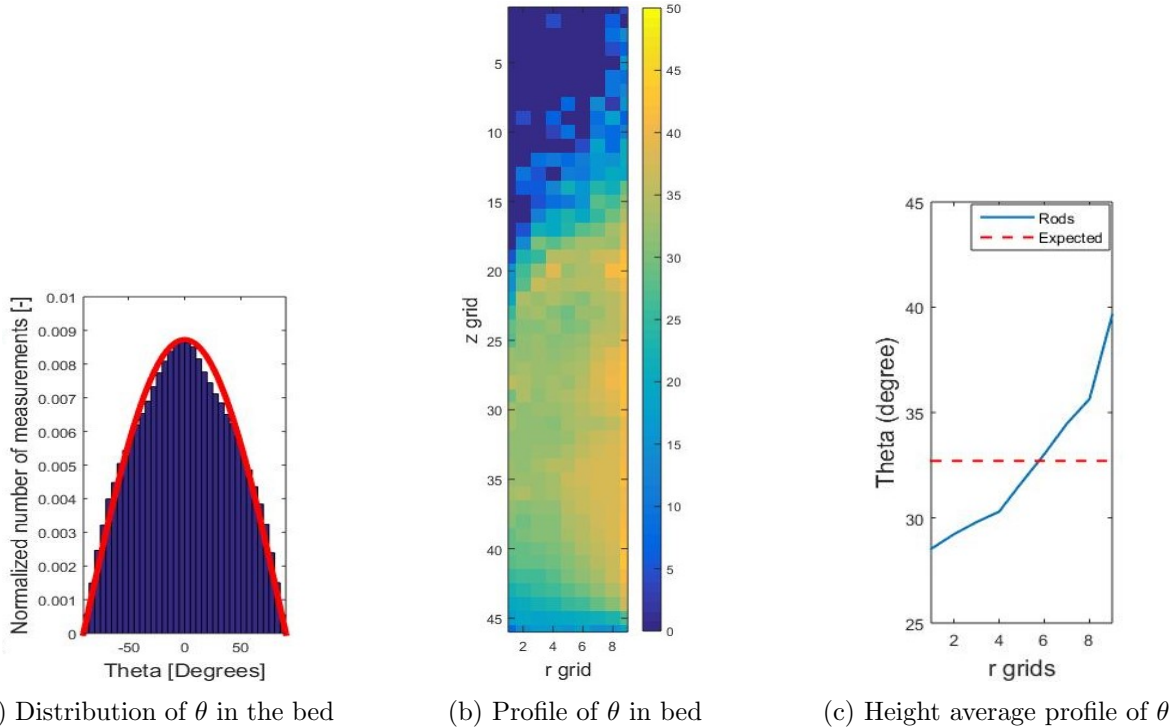 0.01
0.009
0.008
0.007
0.006
0.005
0.004
0.003
0.002
0.001
0
Normalized number of measurements [-]
-50 0 50
Theta [Degrees]
) Distribution of θ in the bed
5
10
15
20
25
30
35
40
45
z grid
2 4 6 8
r grid
50
45
40
35
30
25
20
15
10
5
0
(b) Profile of θ in bed
45
40
35
30
25
Theta (degree)
Rods
Expected
2 4 6 8
r grids
(c) Height average profile of θ